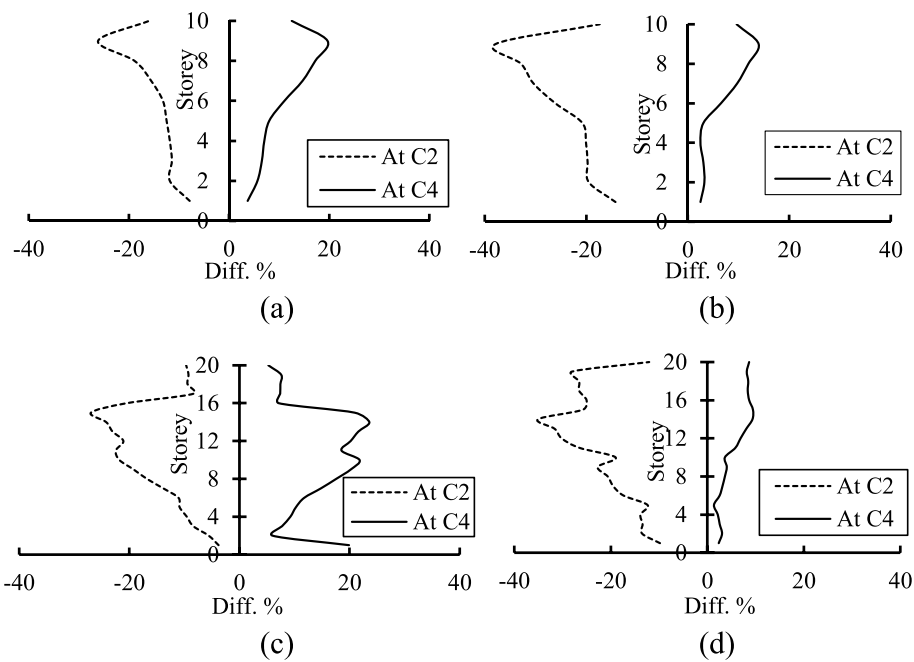 10
8
6
4
2
0
Storey
At C2
At C4
-40 -20 0 20 40
Diff. %
(a)
10
8
6
4
2
0
Storey
At C2
At C4
-40 -20 0 20 40
Diff. %
(b)
20
16
12
8
4
0
Storey
At C2
At C4
-40 -20 0 20 40
Diff. %
(c)
20
16
12
8
4
0
Storey
At C2
At C4
-40 -20 0 20 40
Diff. %
(d)